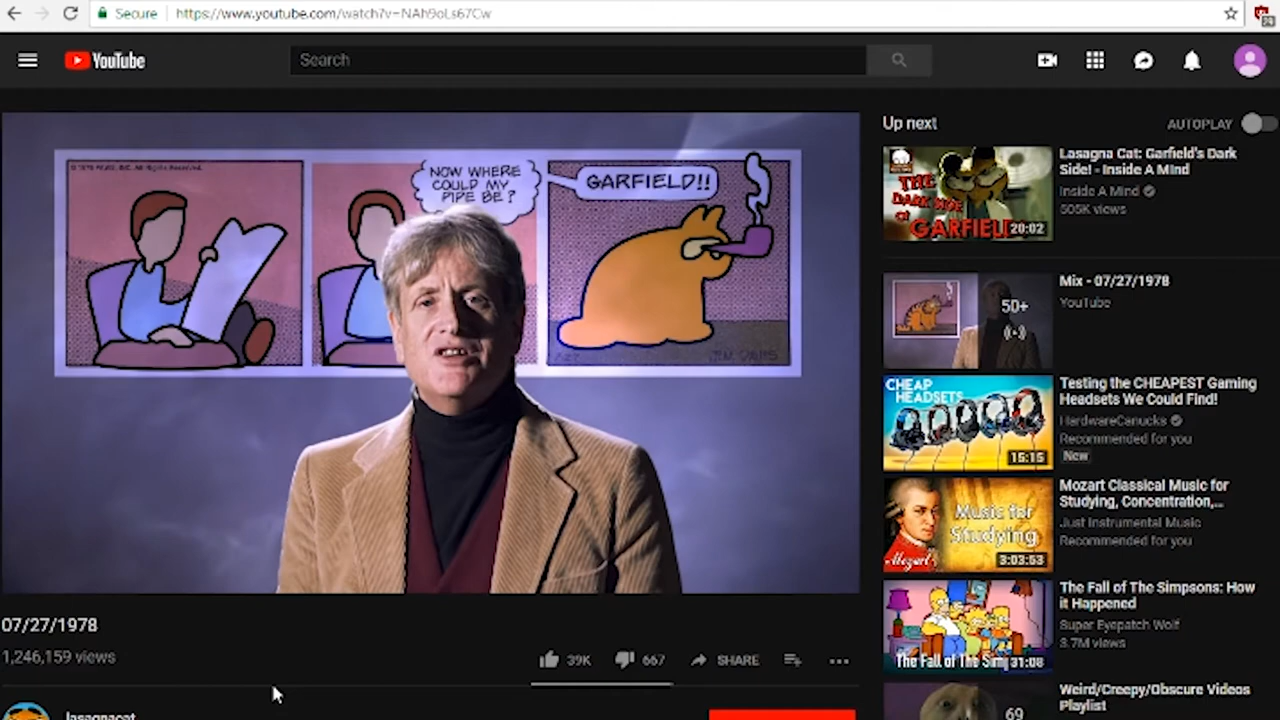 Secure
https://www.youtube.com/watch?v=NAh9oLs67Cw
YouTube
Search
Up next
AUTOPLAY
NOW WHERE
COULD MY
PIPE BE?
GARFIELD!!
7-27
JIM DAVIS
THE
DARK SIDE
of
GARFIELD
20:02
Lasagna Cat: Garfield's Dark
Side! - Inside A Mind
Inside A Mind
505K views
50+
Mix - 07/27/1978
YouTube
CHEAP
HEADSETS
15:15
Testing the CHEAPEST Gaming
Headsets We Could Find!
HardwareCanucks
Recommended for you
New
Mozart
Music for
Studying
3:03:53
Mozart Classical Music for
Studying, Concentration,...
Just Instrumental Music
Recommended for you
The Fall of The Sim
31:08
The Fall of The Simpsons: How
it Happened
Super Eyepatch Wolf
3.7M views
69
Weird/Creepy/Obscure Videos
Playlist
07/27/1978
1,246,159 views
39K
667
SHARE
lasagnacat